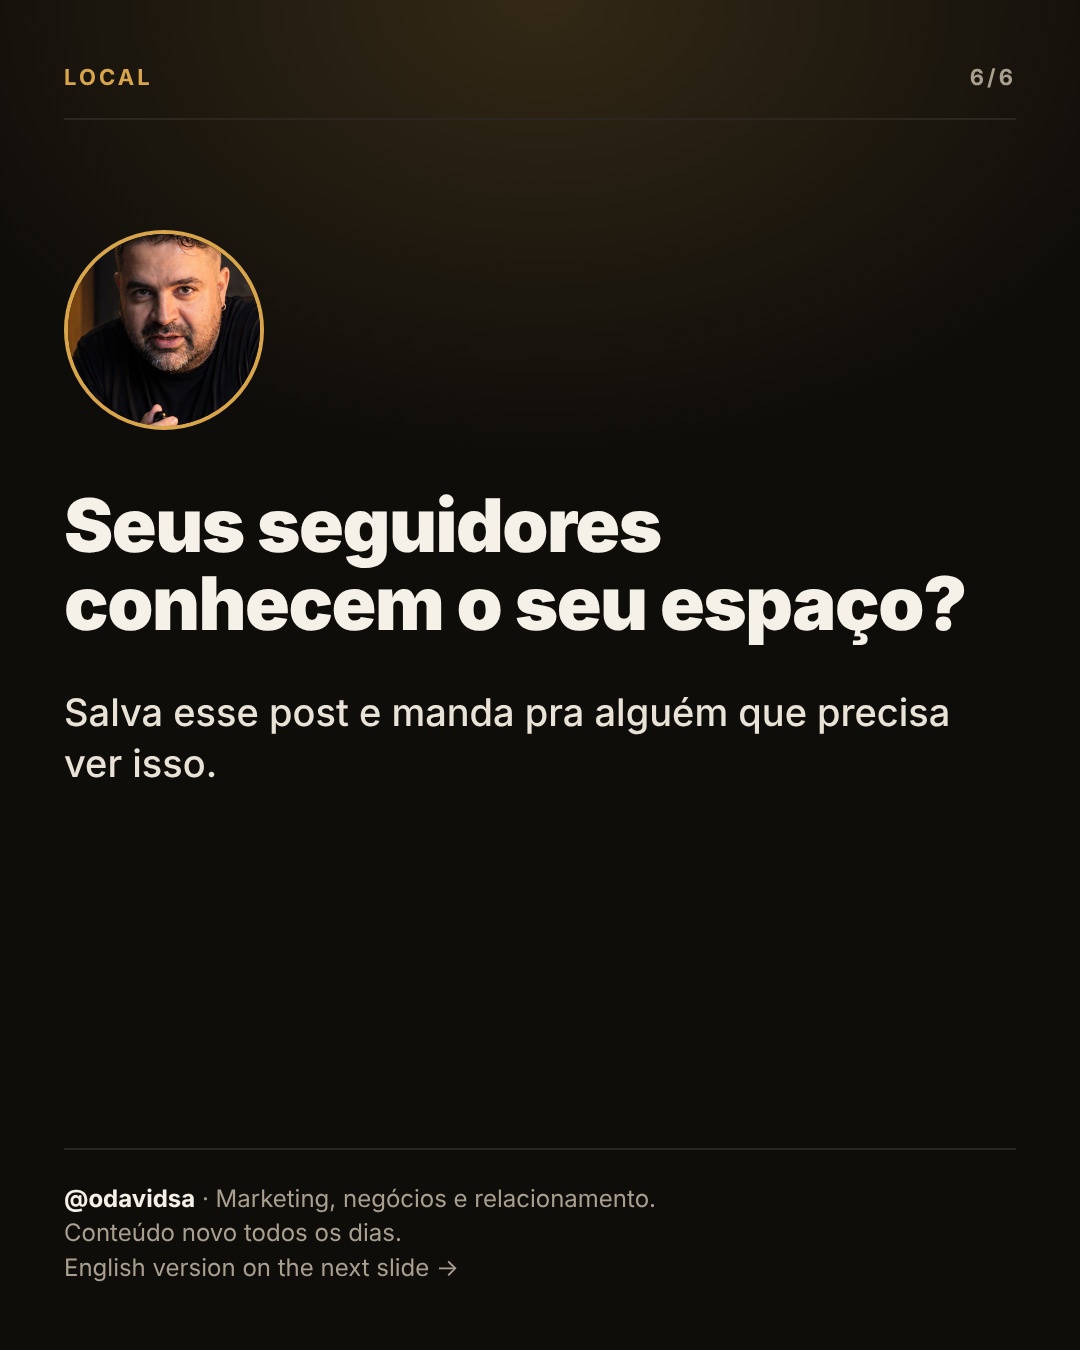 LOCAL
6/6
Seus seguidores
conhecem o seu espaço?
Salva esse post e manda pra alguém que precisa
ver isso.
@odavidsa · Marketing, negócios e relacionamento.
Conteúdo novo todos os dias.
English version on the next slide →